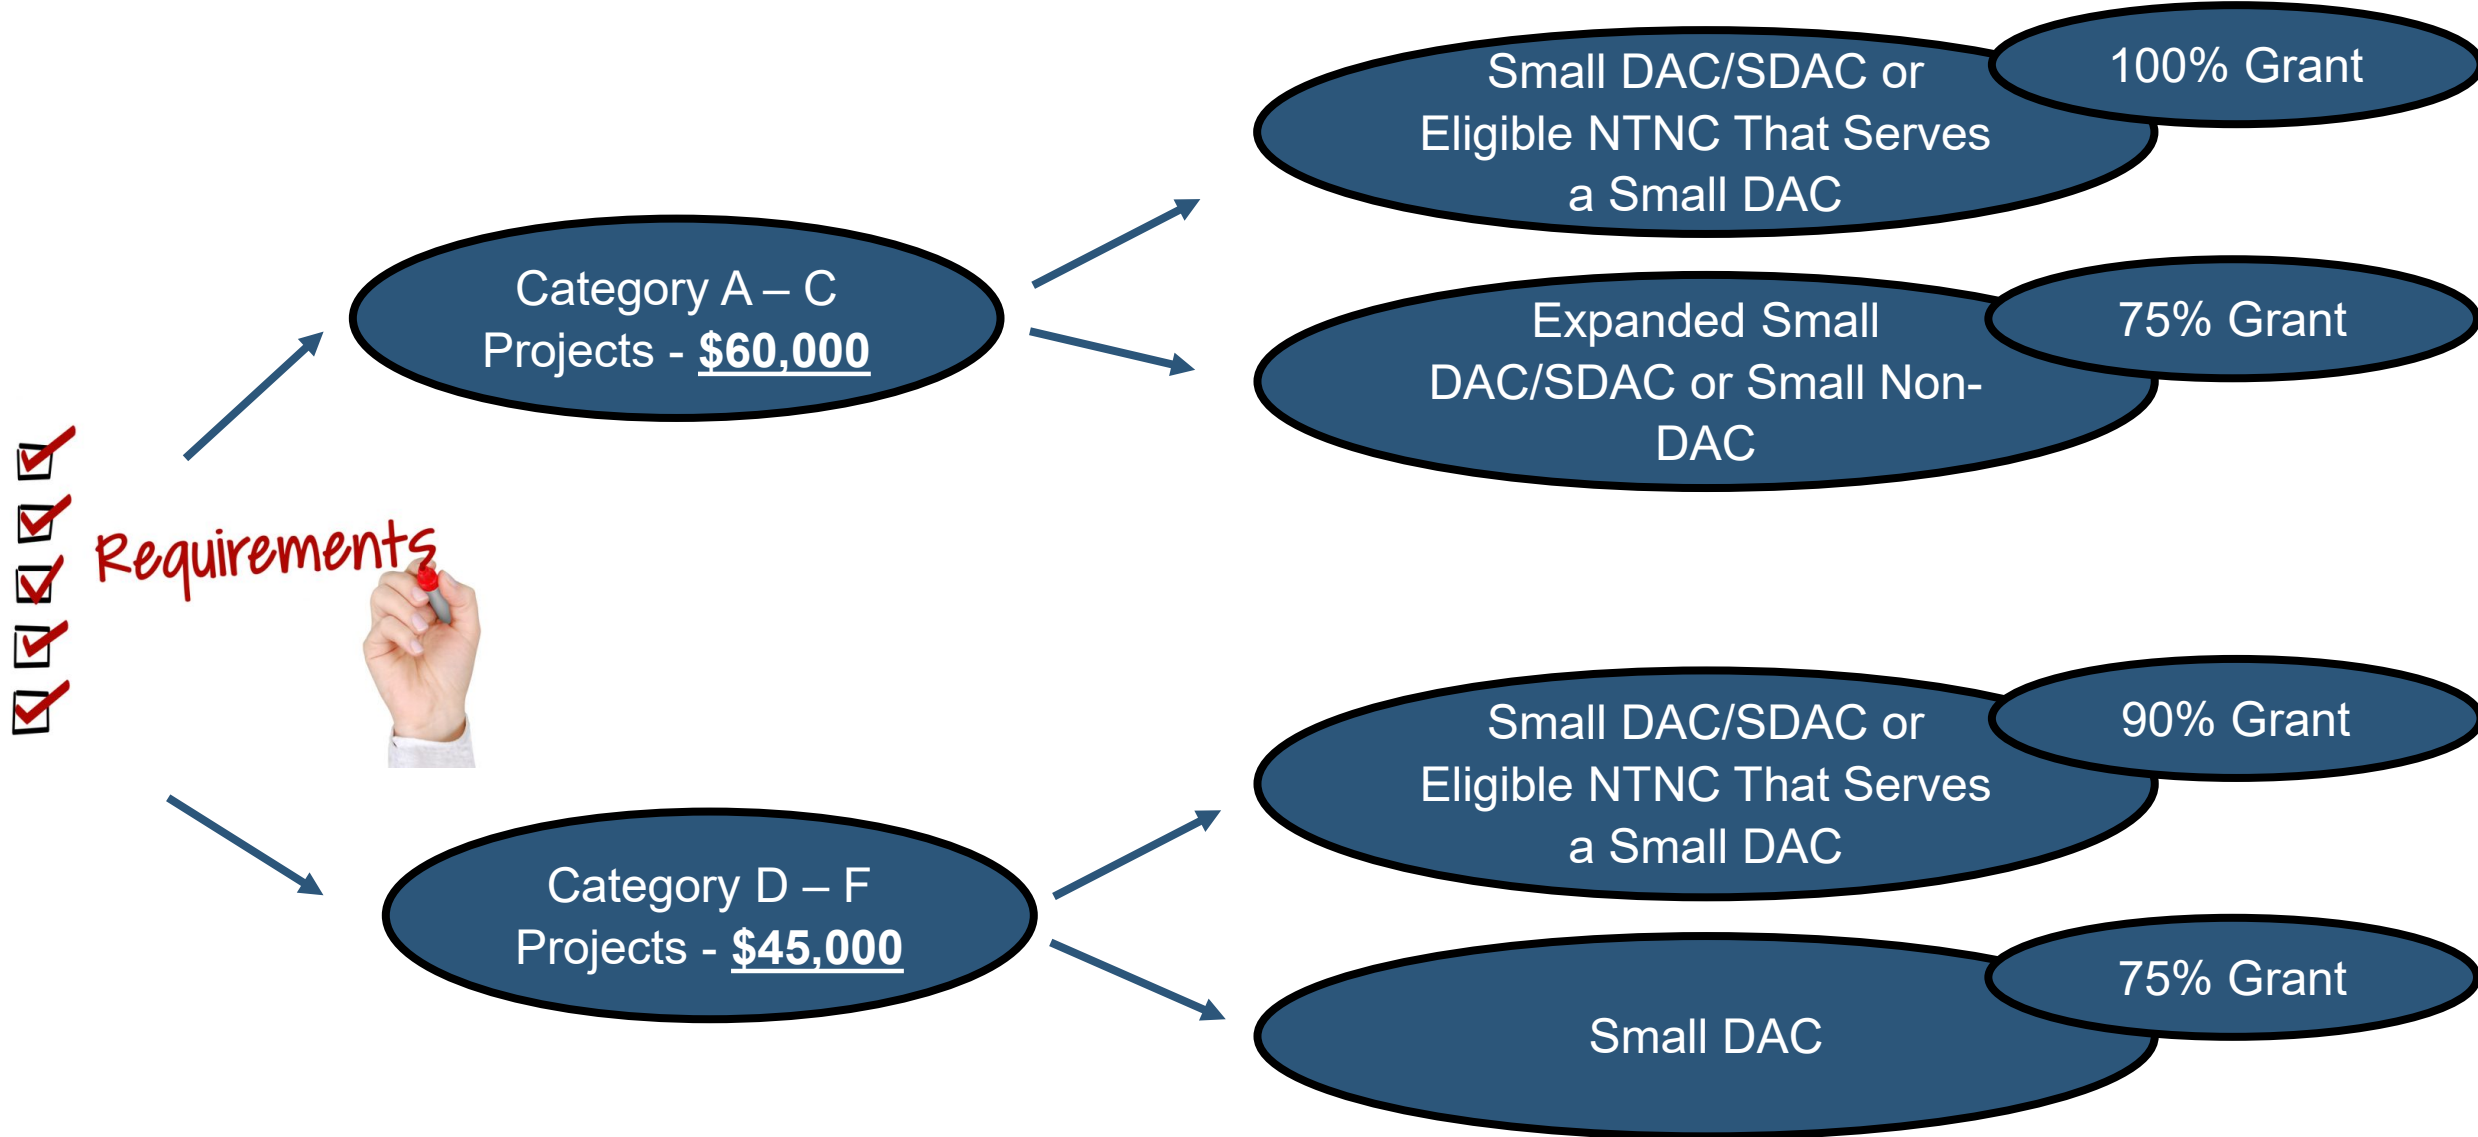 Small DAC/SDAC or
Eligible NTNC That Serves
a Small DAC
100% Grant
Category A – C
Projects - $60,000
Expanded Small
DAC/SDAC or Small Non-
DAC
75% Grant
Requirements
Small DAC/SDAC or
Eligible NTNC That Serves
a Small DAC
90% Grant
Category D – F
Projects - $45,000
Small DAC
75% Grant